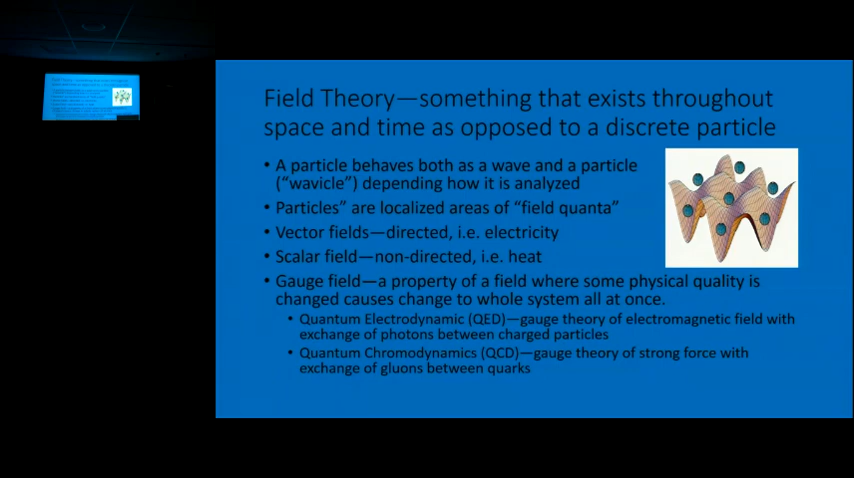 Field Theory—something that exists throughout
space and time as opposed to a discrete particle
• A particle behaves both as a wave and a particle
("wavicle") depending how it is analyzed
• Particles" are localized areas of "field quanta"
• Vector fields—directed, i.e. electricity
• Scalar field—non-directed, i.e. heat
• Gauge field—a property of a field where some physical quality is
changed causes change to whole system all at once.
• Quantum Electrodynamic (QED)—gauge theory of electromagnetic field with
exchange of photons between charged particles
• Quantum Chromodynamics (QCD)—gauge theory of strong force with
exchange of gluons between quarks